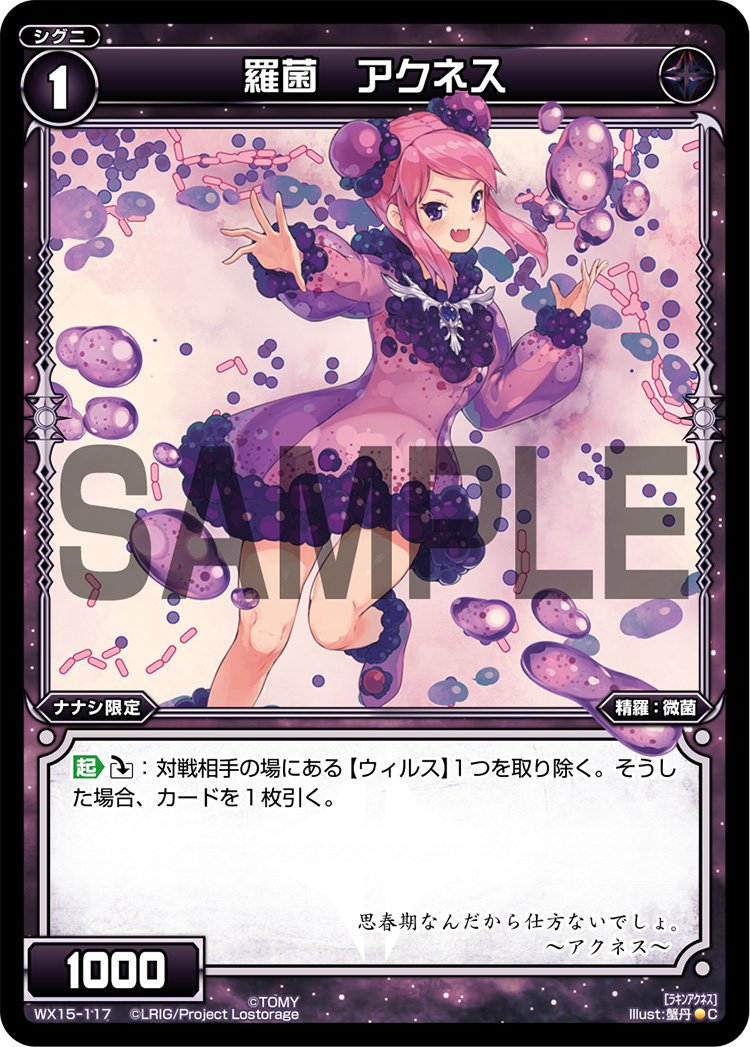 シグニ
1
羅菌 アクネス
SAMPLE
ナナシ限定
精羅：微菌
起：対戦相手の場にある【ウィルス】1つを取り除く。そうし
た場合、カードを1枚引く。
思春期なんだから仕方ないでしょ。
～アクネス～
1000
©TOMY
[ラキンアクネス]
WX15-117 ©LRIG/Project Lostorage
Illust:蟹丹 C